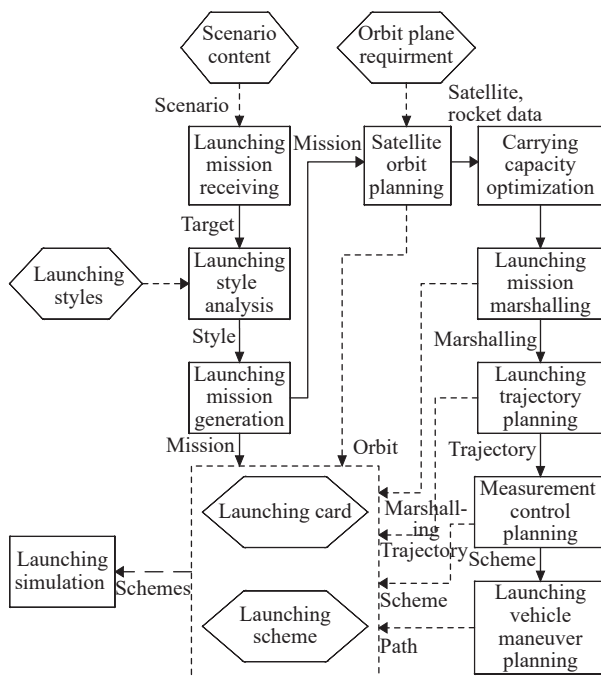 Scenario
content
Orbit plane
requirment
Scenario
Satellite,
rocket data
Launching
mission
receiving
Mission
Satellite
orbit
planning
Carrying
capacity
optimization
Target
Launching
styles
Launching
style
analysis
Launching
mission
marshalling
Style
Marshalling
Launching
mission
generation
Launching
trajectory
planning
Mission
Orbit
Trajectory
Launching card
Marshall-
ing
Trajectory
Measurement
control
planning
Launching
simulation
Schemes
Scheme
Scheme
Launching
scheme
Path
Launching
vehicle
maneuver
planning